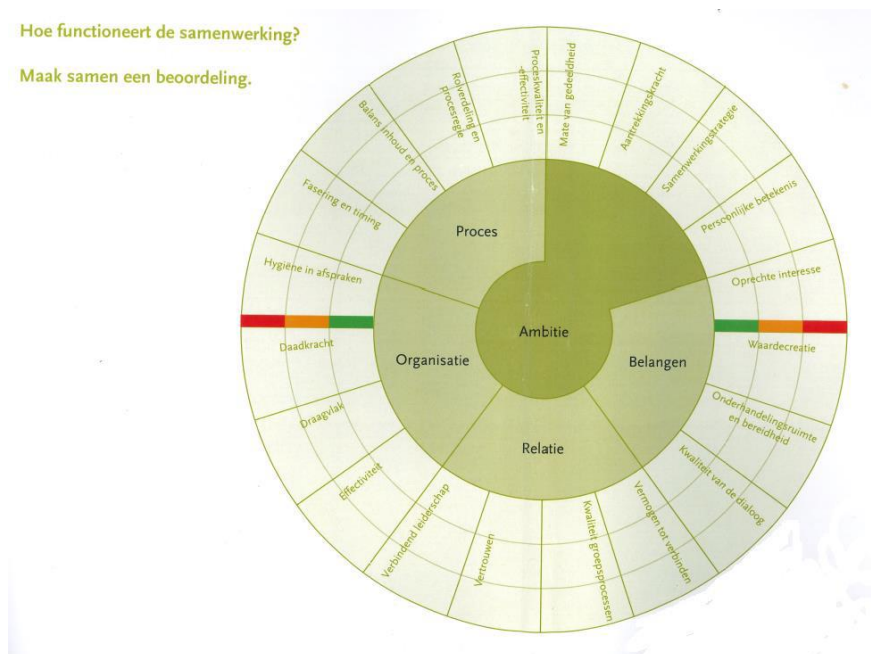 Hoe functioneert de samenwerking?
Maak samen een beoordeling.
Mate van gedeeldheid
Aantrekkingskracht
Samenwerkingstrategie
Persoonlijke betekenis
Oprechte interesse
Waardecreatie
Onderhandelingsruimte
en bereidheid
Kwaliteit van de dialoog
Vermogen tot verbinden
Kwaliteit groepsprocessen
Vertrouwen
Verbindend leiderschap
Effectiviteit
Draagvlak
Daadkracht
Hygiëne in afspraken
Fasering en timing
Balans inhoud en proces
Rolverdeling en
procesregie
Proceskwaliteit en
-effectiviteit
Proces
Ambitie
Organisatie
Belangen
Relatie